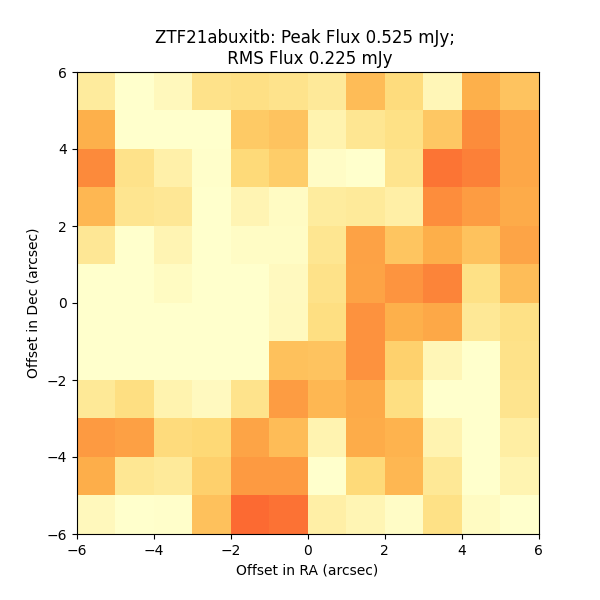 ZTF21abuxitb: Peak Flux 0.525 mJy;
RMS Flux 0.225 mJy
6
4
2
0
−2
−4
−6
Offset in Dec (arcsec)
−6 −4 −2 0 2 4 6
Offset in RA (arcsec)